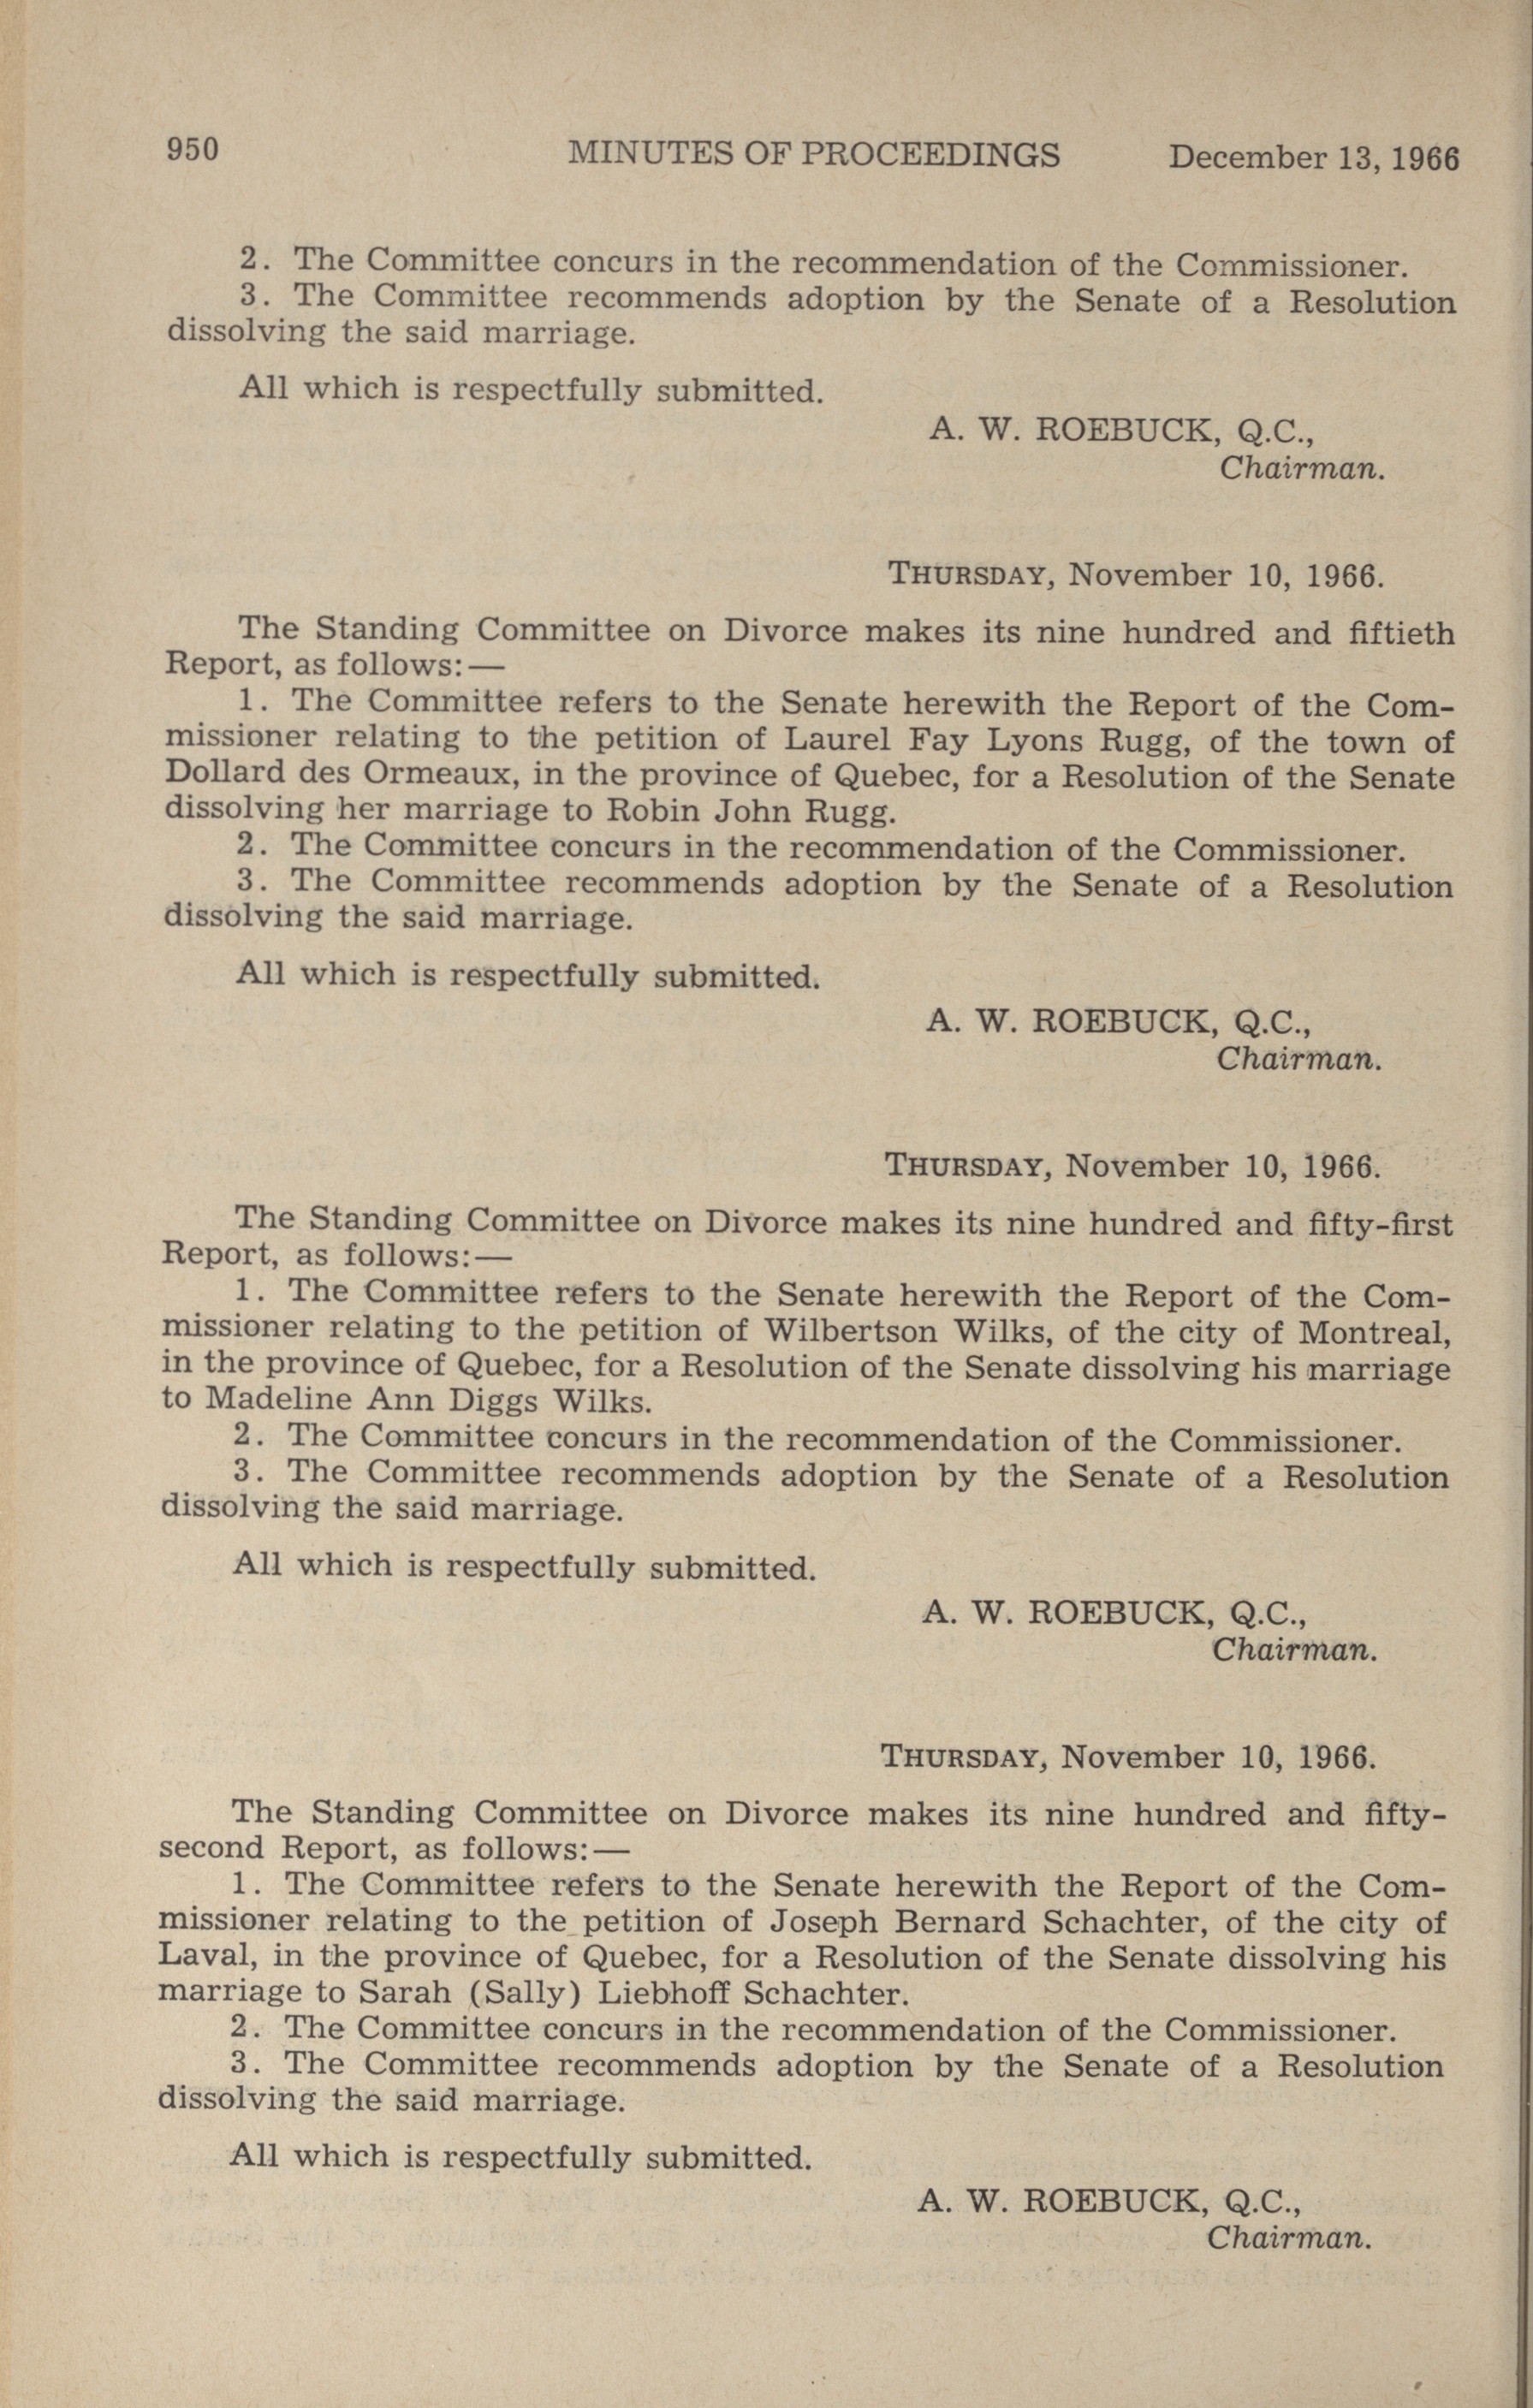 950 MINUTES OF PROCEEDINGS December 13, 1966
2. The Committee concurs in the recommendation of the Commissioner.
3. The Committee recommends adoption by the Senate of a Resolution
dissolving the said marriage.
All which is respectfully submitted.
A. W. ROEBUCK, Q.C.,
Chairman.
THURSDAY, November 10, 1966.
The Standing Committee on Divorce makes its nine hundred and fiftieth
Report, as follows:—
1. The Committee refers to the Senate herewith the Report of the Com-
missioner relating to the petition of Laurel Fay Lyons Rugg, of the town of
Dollard des Ormeaux, in the province of Quebec, for a Resolution of the Senate
dissolving her marriage to Robin John Rugg.
2. The Committee concurs in the recommendation of the Commissioner.
3. The Committee recommends adoption by the Senate of a Resolution
dissolving the said marriage.
All which is respectfully submitted.
A. W. ROEBUCK, Q.C.,
Chairman.
THURSDAY, November 10, 1966.
The Standing Committee on Divorce makes its nine hundred and fifty-first
Report, as follows:—
1. The Committee refers to the Senate herewith the Report of the Com-
missioner relating to the petition of Wilbertson Wilks, of the city of Montreal,
in the province of Quebec, for a Resolution of the Senate dissolving his marriage
to Madeline Ann Diggs Wilks.
2. The Committee concurs in the recommendation of the Commissioner.
3. The Committee recommends adoption by the Senate of a Resolution
dissolving the said marriage.
All which is respectfully submitted.
A. W. ROEBUCK, Q.C.,
Chairman.
THURSDAY, November 10, 1966.
The Standing Committee on Divorce makes its nine hundred and fifty-
second Report, as follows:—
1. The Committee refers to the Senate herewith the Report of the Com-
missioner relating to the petition of Joseph Bernard Schachter, of the city of
Laval, in the province of Quebec, for a Resolution of the Senate dissolving his
marriage to Sarah (Sally) Liebhoff Schachter.
2. The Committee concurs in the recommendation of the Commissioner.
3. The Committee recommends adoption by the Senate of a Resolution
dissolving the said marriage.
All which is respectfully submitted.
A. W. ROEBUCK, Q.C.,
Chairman.